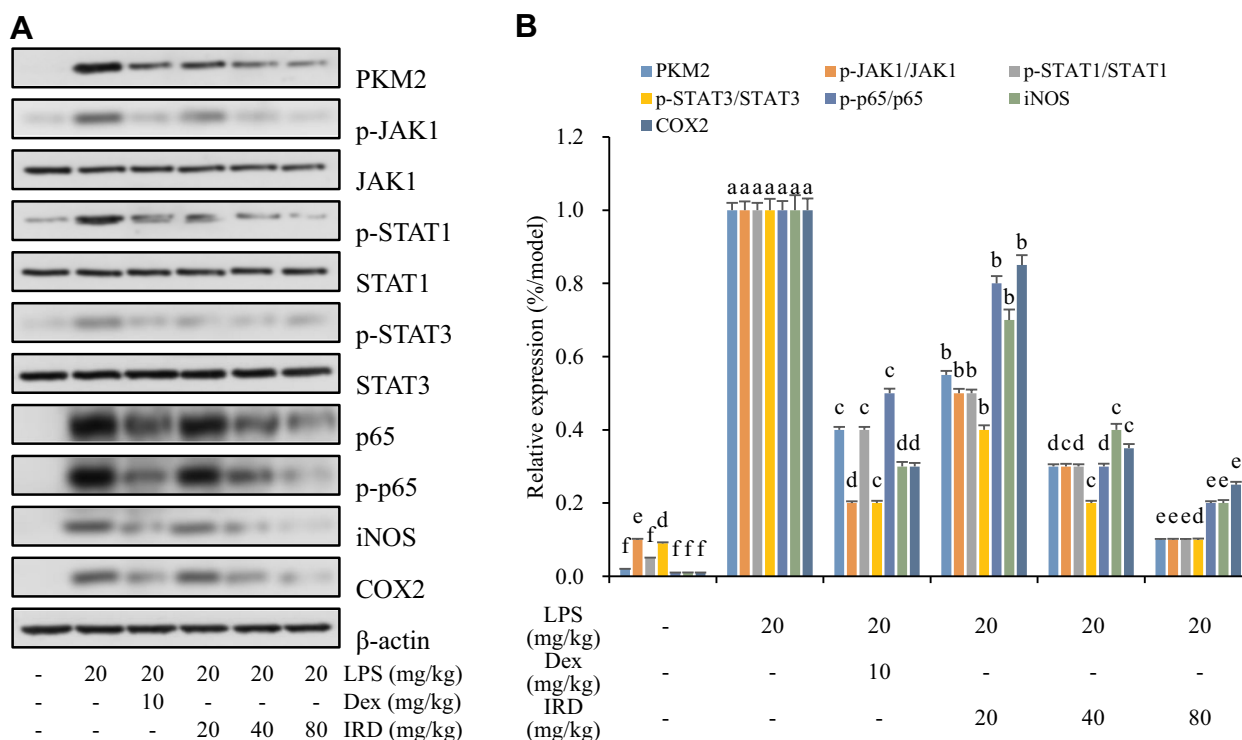 A
PKM2
p-JAK1
JAK1
p-STAT1
STAT1
p-STAT3
STAT3
p65
p-p65
iNOS
COX2
β-actin
- 20 20 20 20 20 LPS (mg/kg)
- - 10 - - - Dex (mg/kg)
- - - 20 40 80 IRD (mg/kg)
B
PKM2 p-JAK1/JAK1 p-STAT1/STAT1
p-STAT3/STAT3 p-p65/p65 iNOS
COX2
Relative expression (%/model)
1.2
1.0
0.8
0.6
0.4
0.2
0.0
f e f d f f f
a a a a a a a
c d c c c d d
b b b b b b b
d c d c d c c
e e e d e e e
LPS
(mg/kg)
- 20 20 20 20 20
Dex
(mg/kg)
- - 10 - - -
IRD
(mg/kg)
- - - 20 40 80